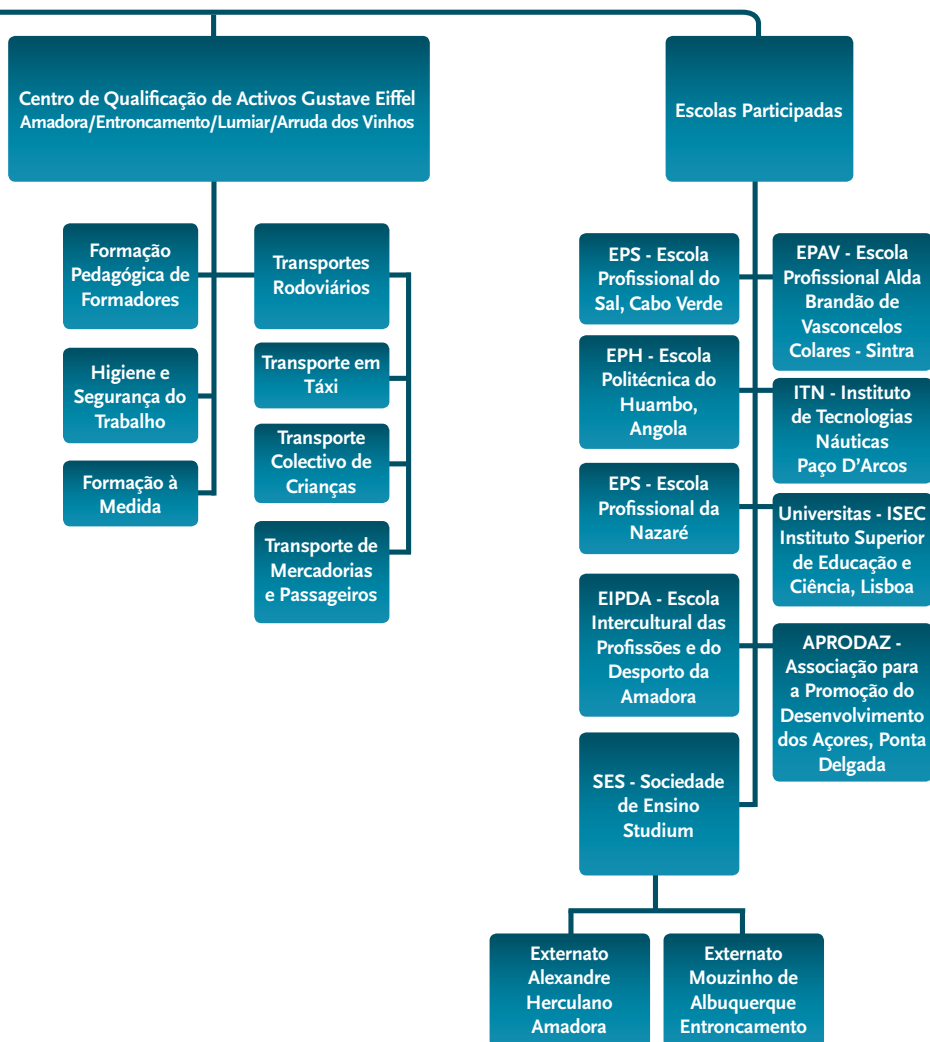 Centro de Qualificação de Activos Gustave Eiffel
Amadora/Entroncamento/Lumiar/Arruda dos Vinhos
Formação
Pedagógica de
Formadores
Transportes
Rodoviários
Higiene e
Segurança do
Trabalho
Transporte em
Táxi
Formação à
Medida
Transporte
Colectivo de
Crianças
Transporte de
Mercadorias
e Passageiros
Escolas Participadas
EPS - Escola
Profissional do
Sal, Cabo Verde
EPAV - Escola
Profissional Alda
Brandão de
Vasconcelos
Colares - Sintra
EPH - Escola
Politécnica do
Huambo,
Angola
ITN - Instituto
de Tecnologias
Náuticas
Paço D’Arcos
EPS - Escola
Profissional da
Nazaré
Universitas - ISEC
Instituto Superior
de Educação e
Ciência, Lisboa
EIPDA - Escola
Intercultural das
Profissões e do
Desporto da
Amadora
APRODAZ -
Associação para
a Promoção do
Desenvolvimento
dos Açores, Ponta
Delgada
SES - Sociedade
de Ensino
Studium
Externato
Alexandre
Herculano
Amadora
Externato
Mouzinho de
Albuquerque
Entroncamento